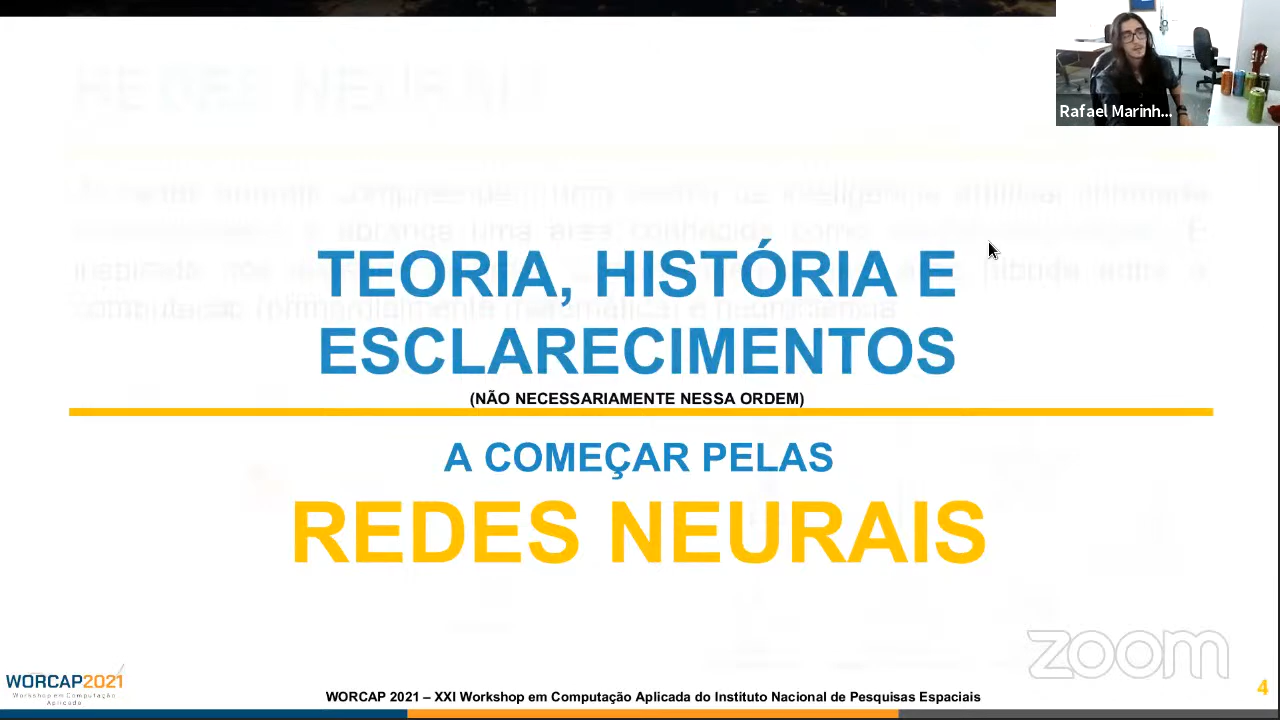 Rafael Marinh...
TEORIA, HISTÓRIA E
ESCLARECIMENTOS
(NÃO NECESSARIAMENTE NESSA ORDEM)
A COMEÇAR PELAS
REDES NEURAIS
zoom
WORCAP2021
Workshop em Computação
Aplicada
WORCAP 2021 – XXI Workshop em Computação Aplicada do Instituto Nacional de Pesquisas Espaciais
4